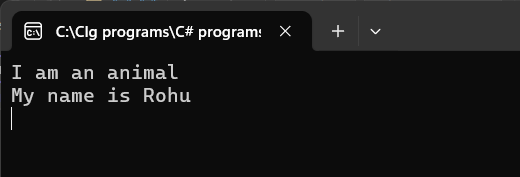 C:\Clg programs\C# programs
I am an animal
My name is Rohu